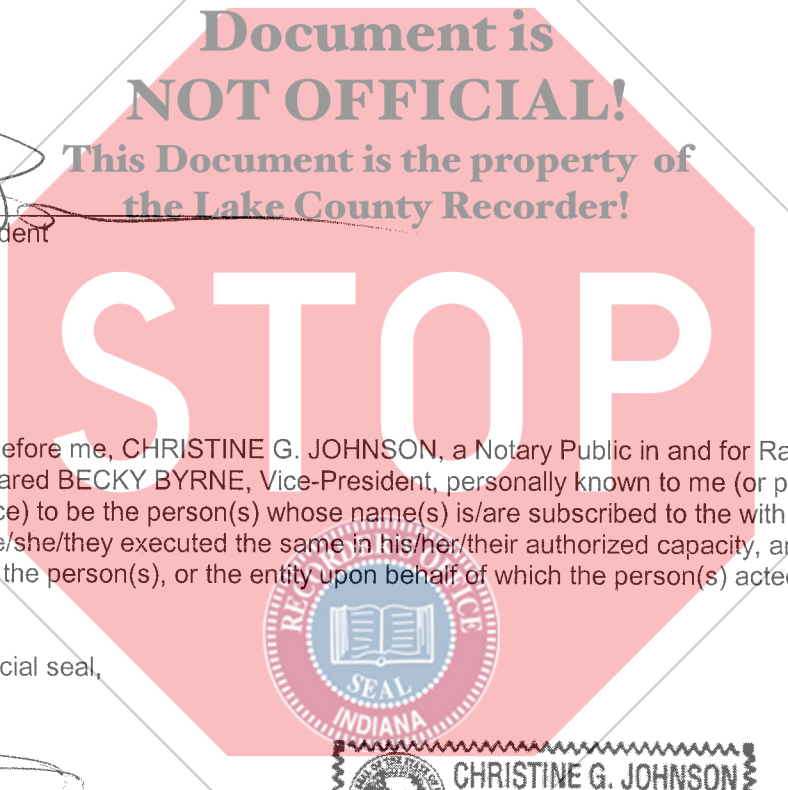 Document is
NOT OFFICIAL!
This Document is the property of
the Lake County Recorder!
dent
STOP
efore me, CHRISTINE G. JOHNSON, a Notary Public in and for Ra
ared BECKY BYRNE, Vice-President, personally known to me (or p
ce) to be the person(s) whose name(s) is/are subscribed to the with
e/she/they executed the same in his/her/their authorized capacity, an
the person(s), or the entity upon behalf of which the person(s) acte
RECORDER'S OFFICE
SEAL
INDIANA
cial seal,
CHRISTINE G. JOHNSON